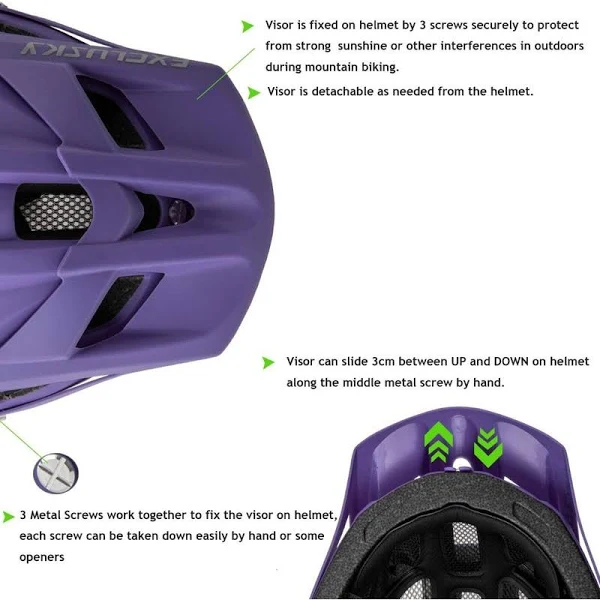 Visor is fixed on helmet by 3 screws securely to protect
from strong sunshine or other interferences in outdoors
during mountain biking.
Visor is detachable as needed from the helmet.
EXCLUSKY
Visor can slide 3cm between UP and DOWN on helmet
along the middle metal screw by hand.
3 Metal Screws work together to fix the visor on helmet,
each screw can be taken down easily by hand or some
openers